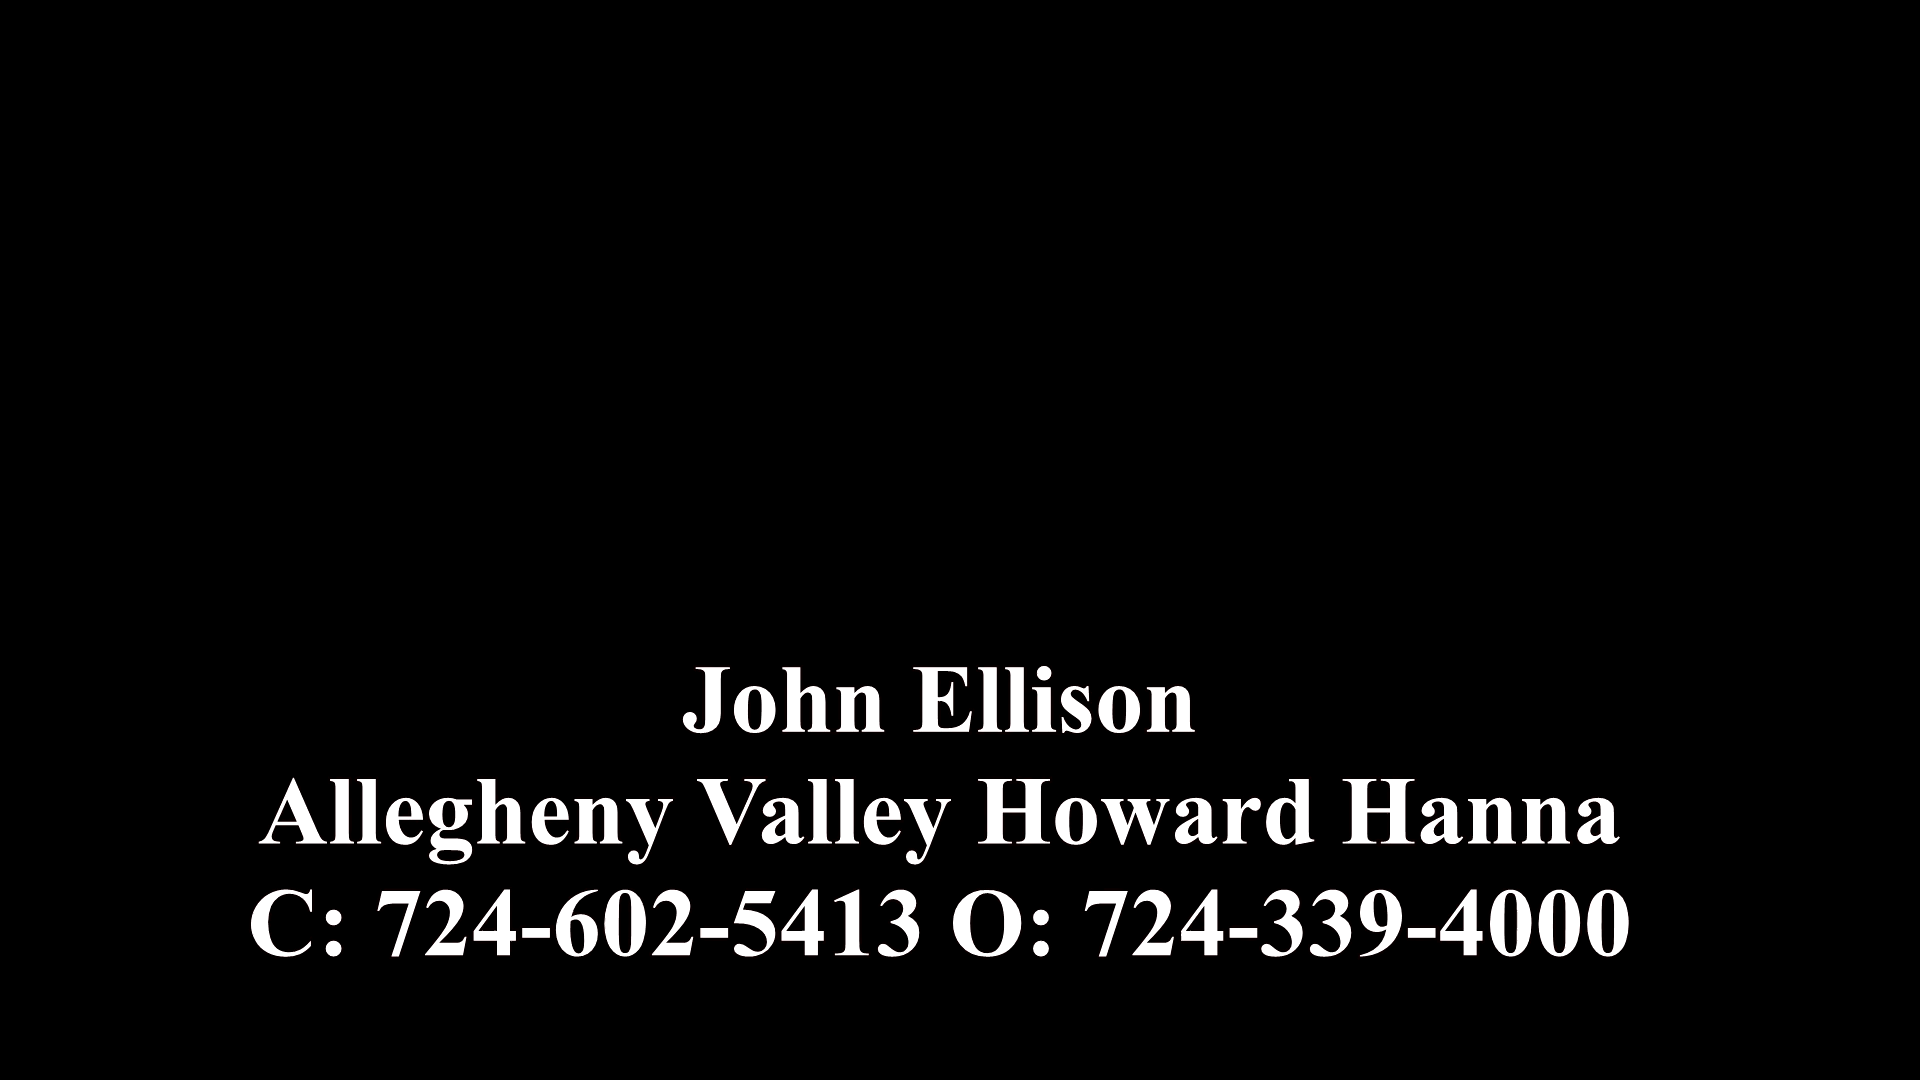 John Ellison
Allegheny Valley Howard Hanna
C: 724-602-5413 O: 724-339-4000